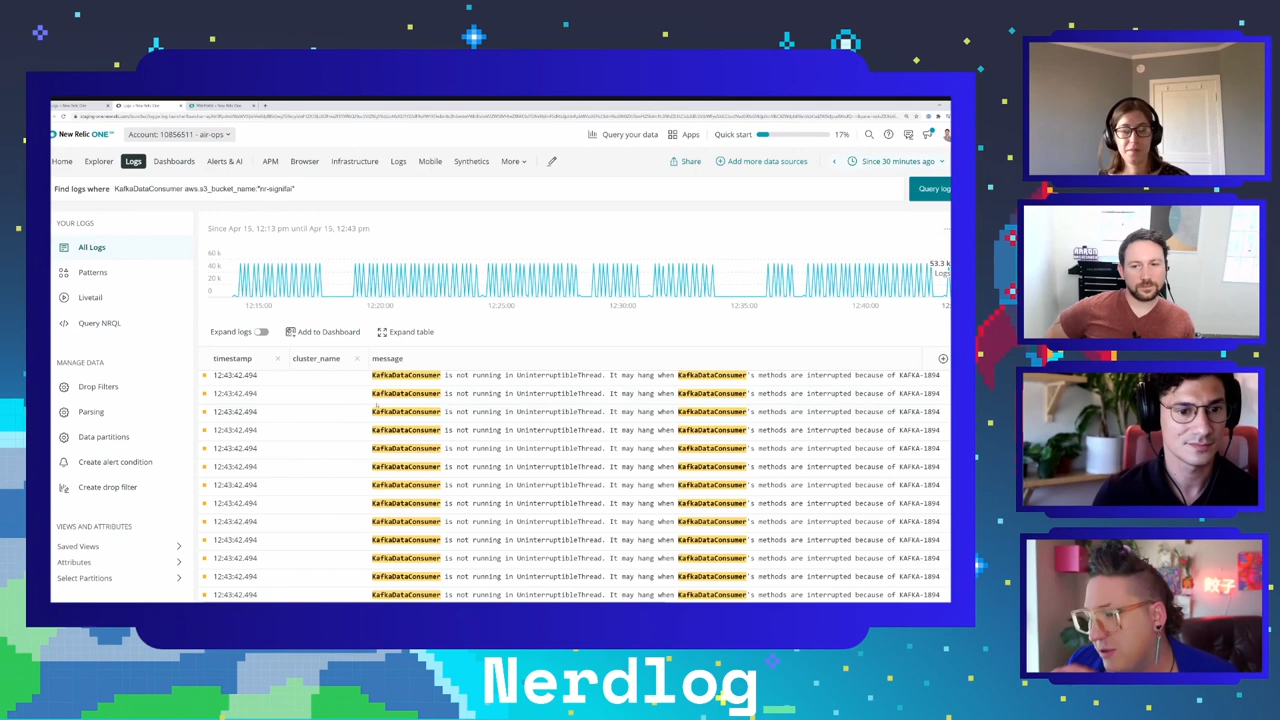 Logs • New Relic One
New Relic ONE™
Account: 10856511 - air-ops
Query your data
Apps
Quick start
17%
Home
Explorer
Logs
Dashboards
Alerts & AI
APM
Browser
Infrastructure
Logs
Mobile
Synthetics
More
Share
Add more data sources
Since 30 minutes ago
Find logs where
KafkaDataConsumer aws.s3_bucket_name:"nr-signifai"
Query log
YOUR LOGS
All Logs
Patterns
Livetail
Query NRQL
MANAGE DATA
Drop Filters
Parsing
Data partitions
Create alert condition
Create drop filter
VIEWS AND ATTRIBUTES
Saved Views
Attributes
Select Partitions
Since Apr 15, 12:13 pm until Apr 15, 12:43 pm
60 k
40 k
20 k
0
53.3 k
Logs
12:15:00
12:20:00
12:25:00
12:30:00
12:35:00
12:40:00
Expand logs
Add to Dashboard
Expand table
timestamp
cluster_name
message
12:43:42.494 KafkaDataConsumer is not running in UninterruptibleThread. It may hang when KafkaDataConsumer's methods are interrupted because of KAFKA-1894
12:43:42.494 KafkaDataConsumer is not running in UninterruptibleThread. It may hang when KafkaDataConsumer's methods are interrupted because of KAFKA-1894
12:43:42.494 KafkaDataConsumer is not running in UninterruptibleThread. It may hang when KafkaDataConsumer's methods are interrupted because of KAFKA-1894
12:43:42.494 KafkaDataConsumer is not running in UninterruptibleThread. It may hang when KafkaDataConsumer's methods are interrupted because of KAFKA-1894
12:43:42.494 KafkaDataConsumer is not running in UninterruptibleThread. It may hang when KafkaDataConsumer's methods are interrupted because of KAFKA-1894
12:43:42.494 KafkaDataConsumer is not running in UninterruptibleThread. It may hang when KafkaDataConsumer's methods are interrupted because of KAFKA-1894
12:43:42.494 KafkaDataConsumer is not running in UninterruptibleThread. It may hang when KafkaDataConsumer's methods are interrupted because of KAFKA-1894
12:43:42.494 KafkaDataConsumer is not running in UninterruptibleThread. It may hang when KafkaDataConsumer's methods are interrupted because of KAFKA-1894
12:43:42.494 KafkaDataConsumer is not running in UninterruptibleThread. It may hang when KafkaDataConsumer's methods are interrupted because of KAFKA-1894
12:43:42.494 KafkaDataConsumer is not running in UninterruptibleThread. It may hang when KafkaDataConsumer's methods are interrupted because of KAFKA-1894
12:43:42.494 KafkaDataConsumer is not running in UninterruptibleThread. It may hang when KafkaDataConsumer's methods are interrupted because of KAFKA-1894
12:43:42.494 KafkaDataConsumer is not running in UninterruptibleThread. It may hang when KafkaDataConsumer's methods are interrupted because of KAFKA-1894
12:43:42.494 KafkaDataConsumer is not running in UninterruptibleThread. It may hang when KafkaDataConsumer's methods are interrupted because of KAFKA-1894
餃子
Nerdlog